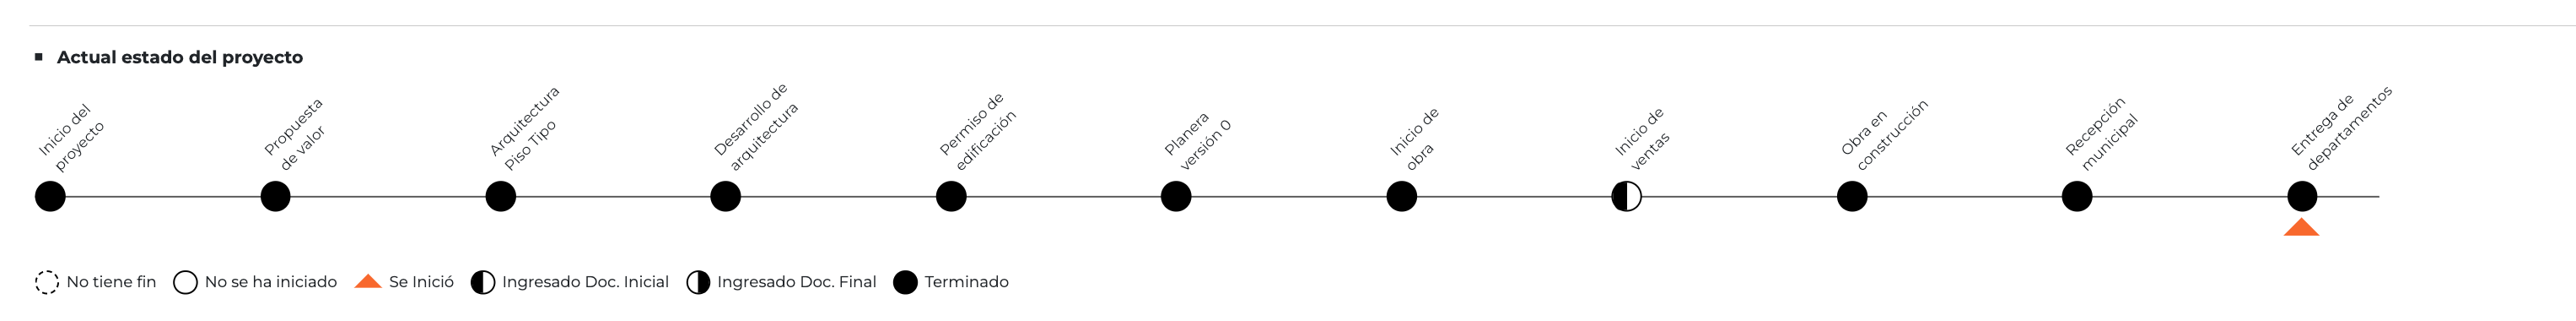 Actual estado del proyecto
Inicio del
proyecto
Propuesta
de valor
Arquitectura
Piso Tipo
Desarrollo de
arquitectura
Permiso de
edificación
Planera
versión 0
Inicio de
obra
Inicio de
ventas
Obra en
construcción
Recepción
municipal
Entrega de
departamentos
No tiene fin
No se ha iniciado
Se Inició
Ingresado Doc. Inicial
Ingresado Doc. Final
Terminado